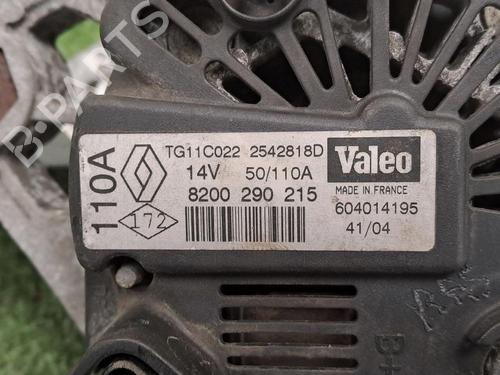 B-PARTS
110A
172
TG11C022 2542818D
14V 50/110A
8200 290 215
Valeo
MADE IN FRANCE
604014195
41/04
B+